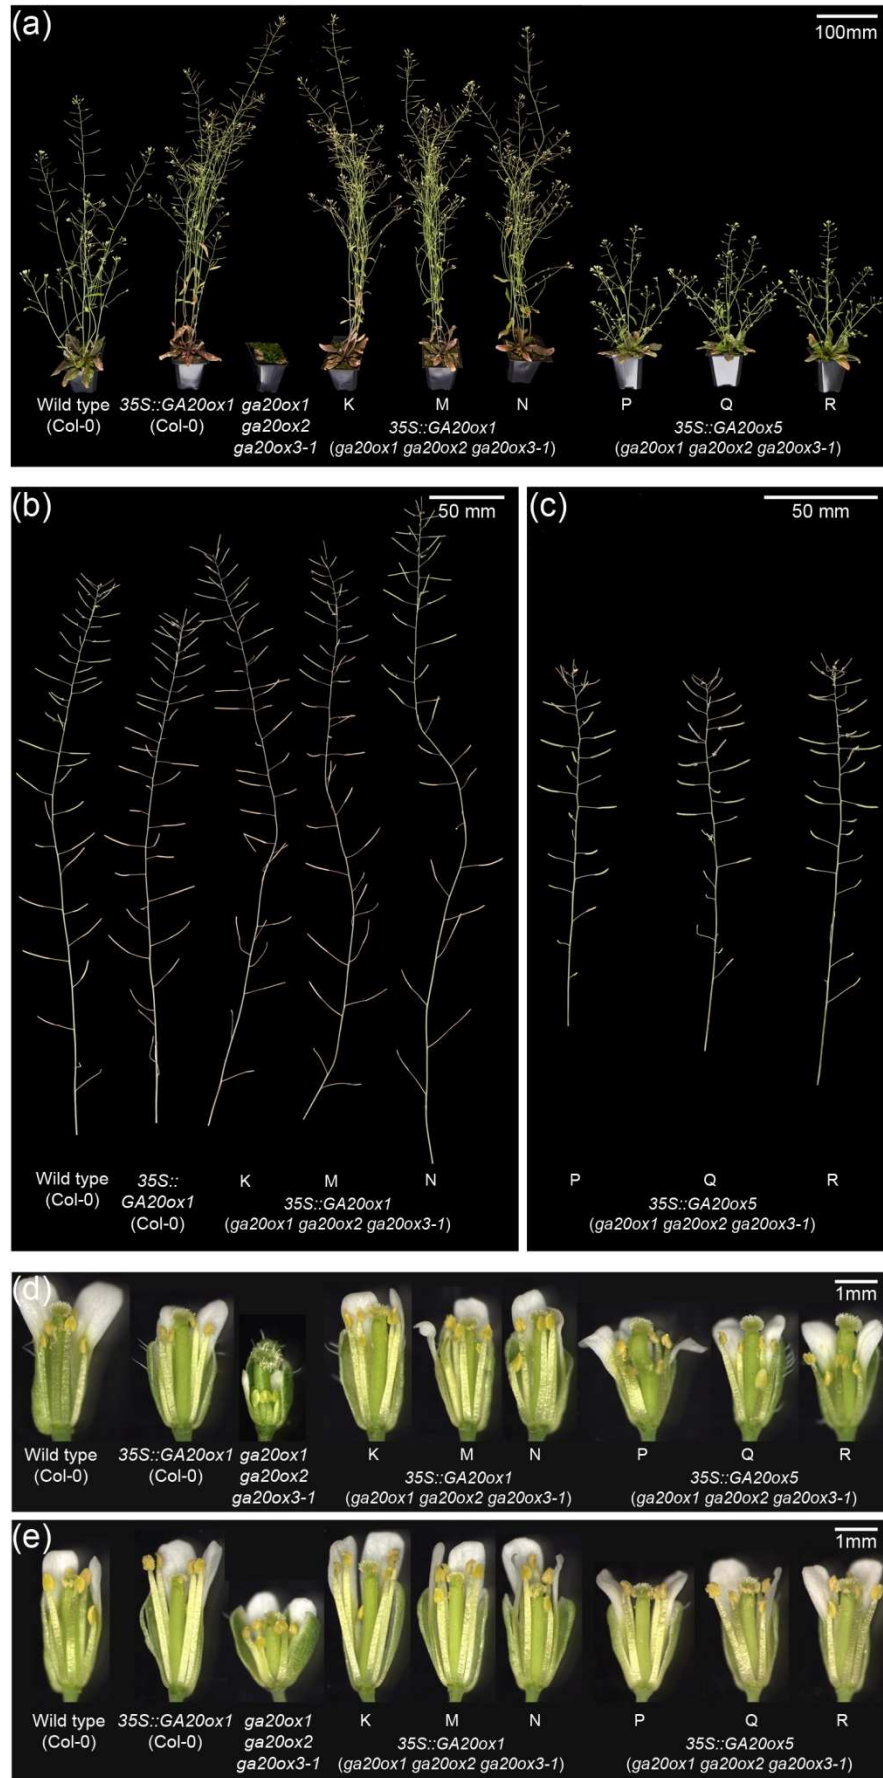 (a)
100mm
Wild type
(Col-0)
35S::GA20ox1
(Col-0)
ga20ox1
ga20ox2
ga20ox3-1
K
M
N
35S::GA20ox1
(ga20ox1 ga20ox2 ga20ox3-1)
P
Q
R
35S::GA20ox5
(ga20ox1 ga20ox2 ga20ox3-1)
(b)
50 mm
Wild type
(Col-0)
35S::
GA20ox1
(Col-0)
K
M
N
35S::GA20ox1
(ga20ox1 ga20ox2 ga20ox3-1)
(c)
50 mm
P
Q
R
35S::GA20ox5
(ga20ox1 ga20ox2 ga20ox3-1)
(d)
1mm
Wild type
(Col-0)
35S::GA20ox1
(Col-0)
ga20ox1
ga20ox2
ga20ox3-1
K
M
N
35S::GA20ox1
(ga20ox1 ga20ox2 ga20ox3-1)
P
Q
R
35S::GA20ox5
(ga20ox1 ga20ox2 ga20ox3-1)
(e)
1mm
Wild type
(Col-0)
35S::GA20ox1
(Col-0)
ga20ox1
ga20ox2
ga20ox3-1
K
M
N
35S::GA20ox1
(ga20ox1 ga20ox2 ga20ox3-1)
P
Q
R
35S::GA20ox5
(ga20ox1 ga20ox2 ga20ox3-1)